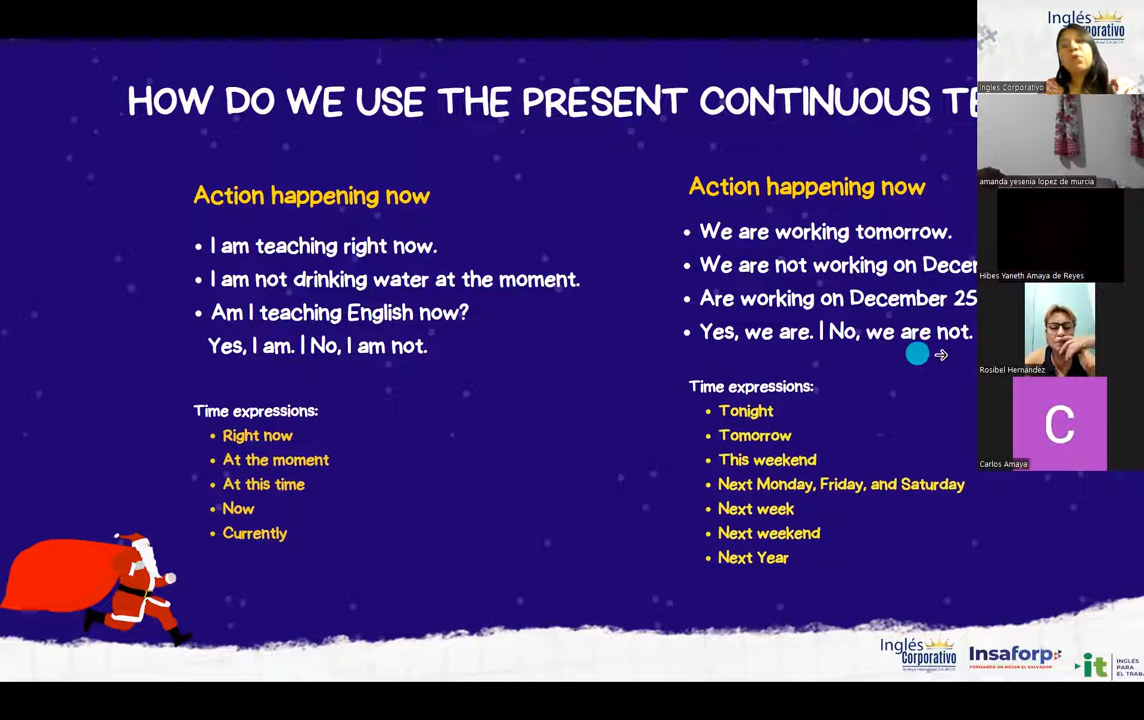 HOW DO WE USE THE PRESENT CONTINUOUS TE
Action happening now
• I am teaching right now.
• I am not drinking water at the moment.
• Am I teaching English now?
Yes, I am. | No, I am not.
Time expressions:
• Right now
• At the moment
• At this time
• Now
• Currently
Action happening now
• We are working tomorrow.
• We are not working on Decem
• Are working on December 25
• Yes, we are. | No, we are not.
Time expressions:
• Tonight
• Tomorrow
• This weekend
• Next Monday, Friday, and Saturday
• Next week
• Next weekend
• Next Year
Inglés
orporativo
Ingles Corporativo
amanda yesenia lopez de murcia
Hibes Yaneth Amaya de Reyes
Rosibel Hernandez
C
Carlos Amaya
Inglés
Corporativo
Insaforp
FORMANDO UN MEJOR EL SALVADOR
it
INGLÉS
PARA
EL TRABA